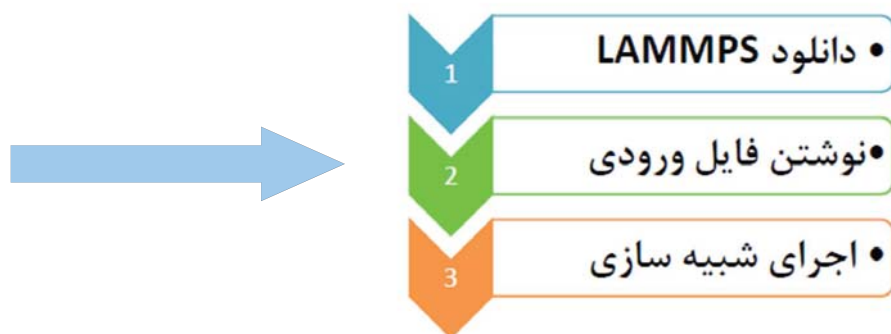 1
• دانلود LAMMPS
2
•نوشتن فایل ورودی
3
• اجرای شبیه سازی